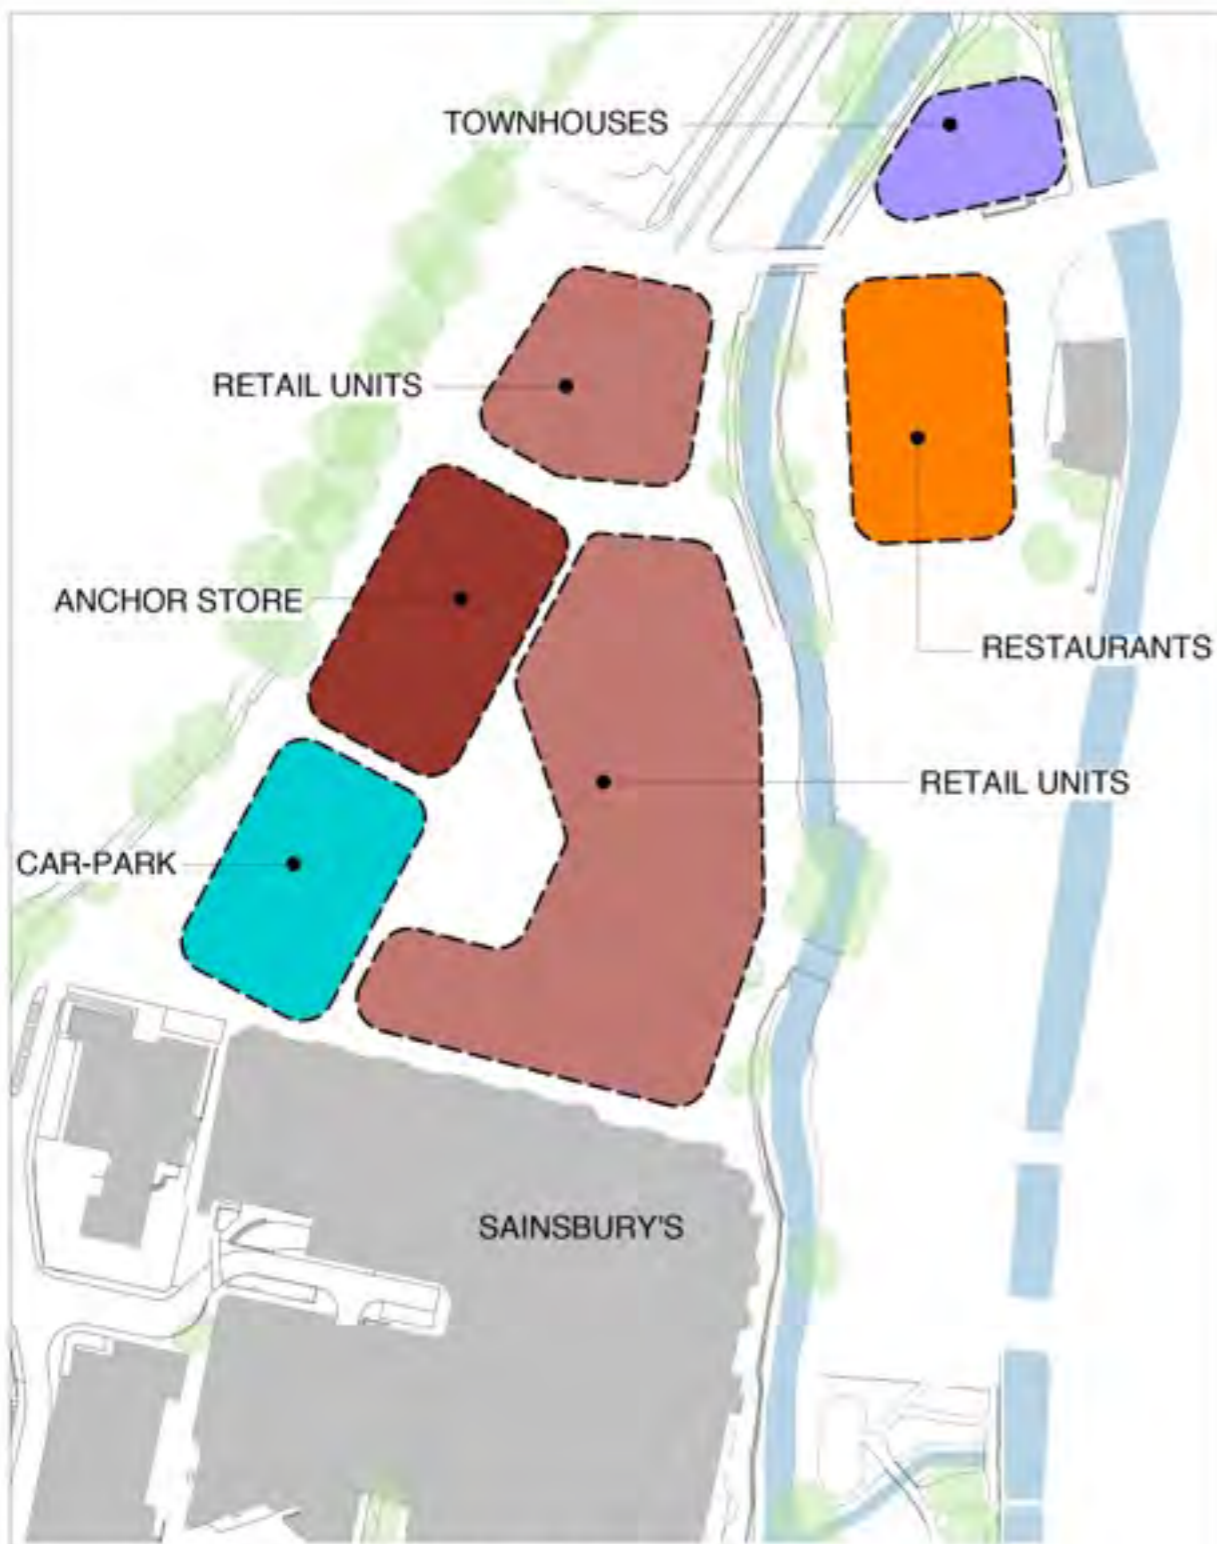 TOWNHOUSES
RETAIL UNITS
ANCHOR STORE
RESTAURANTS
RETAIL UNITS
CAR-PARK
SAINSBURY'S